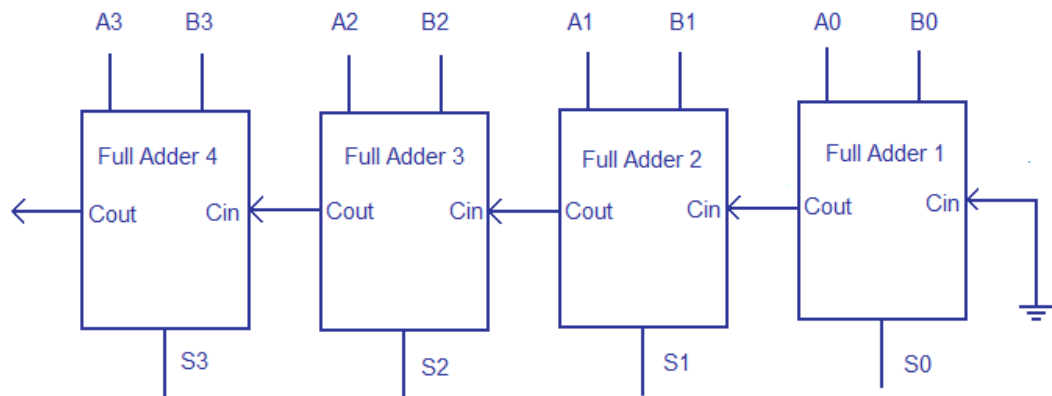 A3 B3 A2 B2 A1 B1 A0 B0
Full Adder 4 Full Adder 3 Full Adder 2 Full Adder 1
Cout Cin Cout Cin Cout Cin Cout Cin
S3 S2 S1 S0